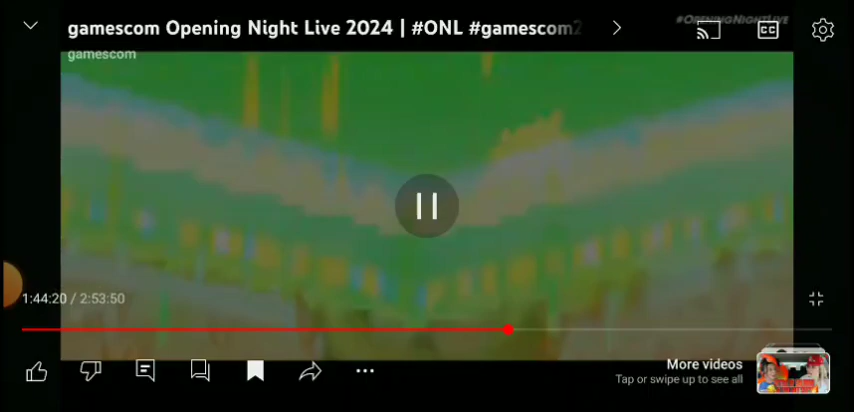 gamescom Opening Night Live 2024 | #ONL #gamescom2
#OPENINGNIGHTLIVE
CC
gamescom
1:44:20 / 2:53:50
More videos
Tap or swipe up to see all